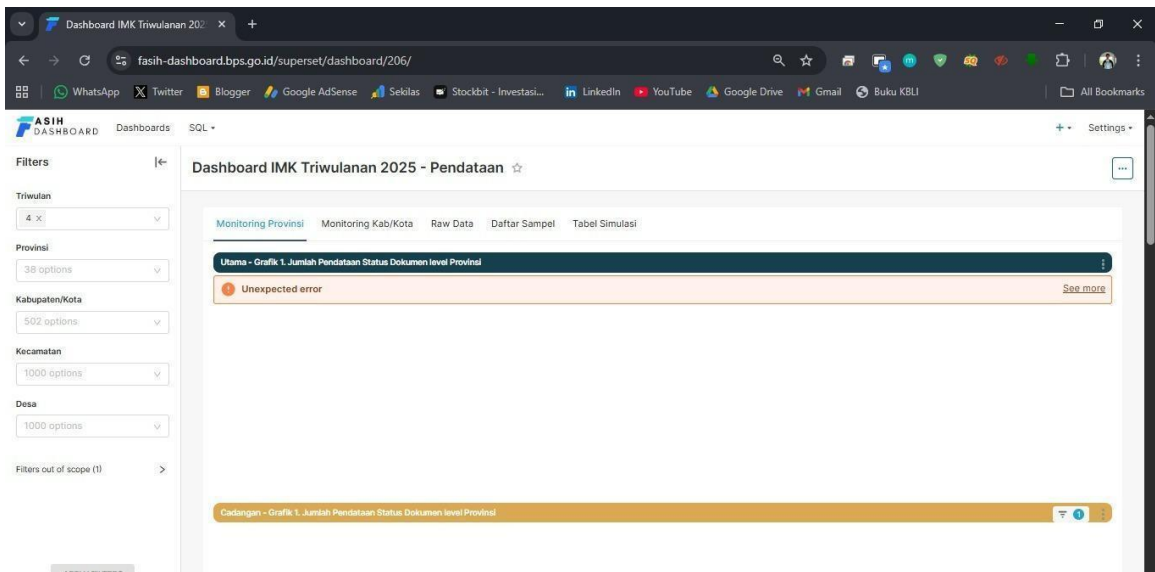 Dashboard IMK Triwulanan 202
fasih-dashboard.bps.go.id/superset/dashboard/206/
WhatsApp Twitter Blogger Google AdSense Sekilas Stockbit - Investasi... LinkedIn YouTube Google Drive Gmail Buku KBLI All Bookmarks
ASIH
DASHBOARD Dashboards SQL Settings
Filters
Dashboard IMK Triwulanan 2025 - Pendataan
Triwulan
4 ×
Monitoring Provinsi Monitoring Kab/Kota Raw Data Daftar Sampel Tabel Simulasi
Provinsi
38 options
Utama - Grafik 1. Jumlah Pendataan Status Dokumen level Provinsi
Unexpected error See more
Kabupaten/Kota
502 options
Kecamatan
1000 options
Desa
1000 options
Filters out of scope (1)
Cadangan - Grafik 1. Jumlah Pendataan Status Dokumen level Provinsi
1